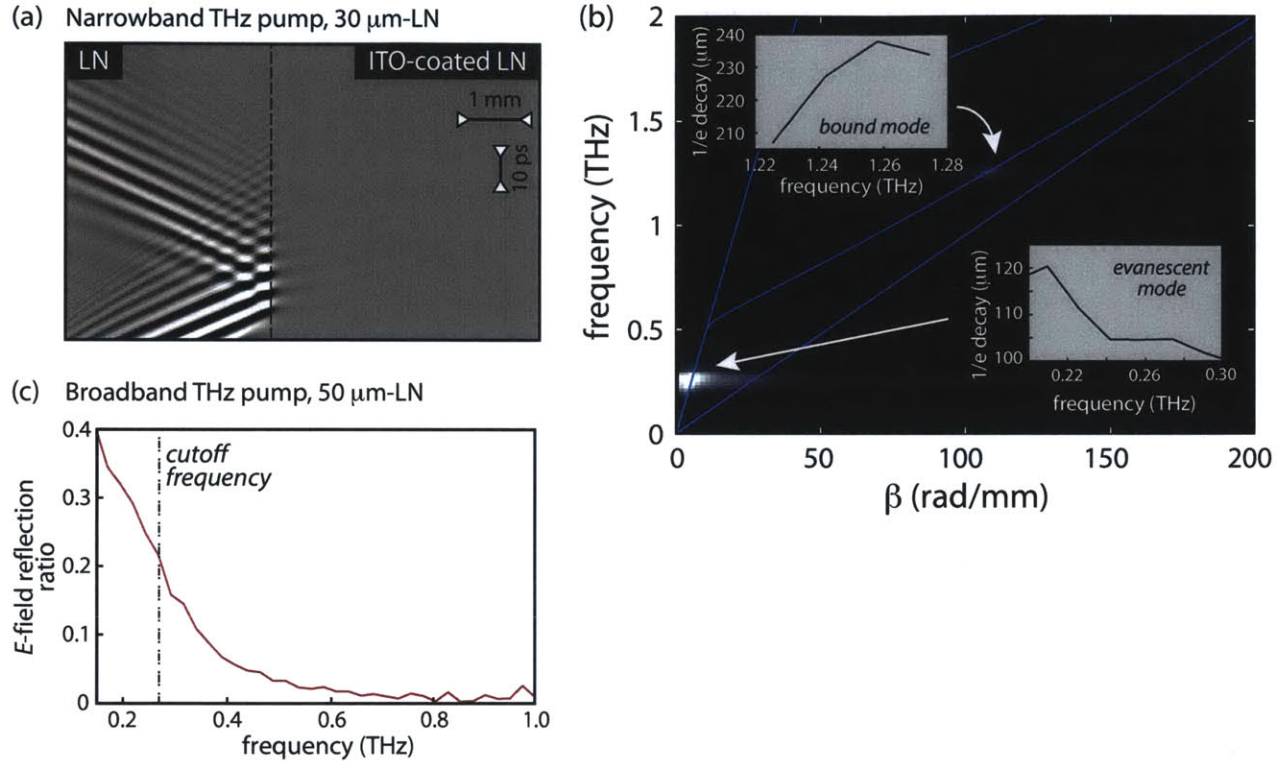 (a) Narrowband THz pump, 30 μm-LN
LN
ITO-coated LN
1 mm
10 ps
(b)
2
1.5
1
0.5
0
frequency (THz)
0 50 100 150 200
β (rad/mm)
240
230
220
210
1/e decay (μm)
bound mode
1.22 1.24 1.26 1.28
frequency (THz)
120
110
100
1/e decay (μm)
evanescent
mode
0.22 0.26 0.30
frequency (THz)
(c) Broadband THz pump, 50 μm-LN
0.4
0.3
0.2
0.1
0
E-field reflection
ratio
cutoff
frequency
0.2 0.4 0.6 0.8 1.0
frequency (THz)